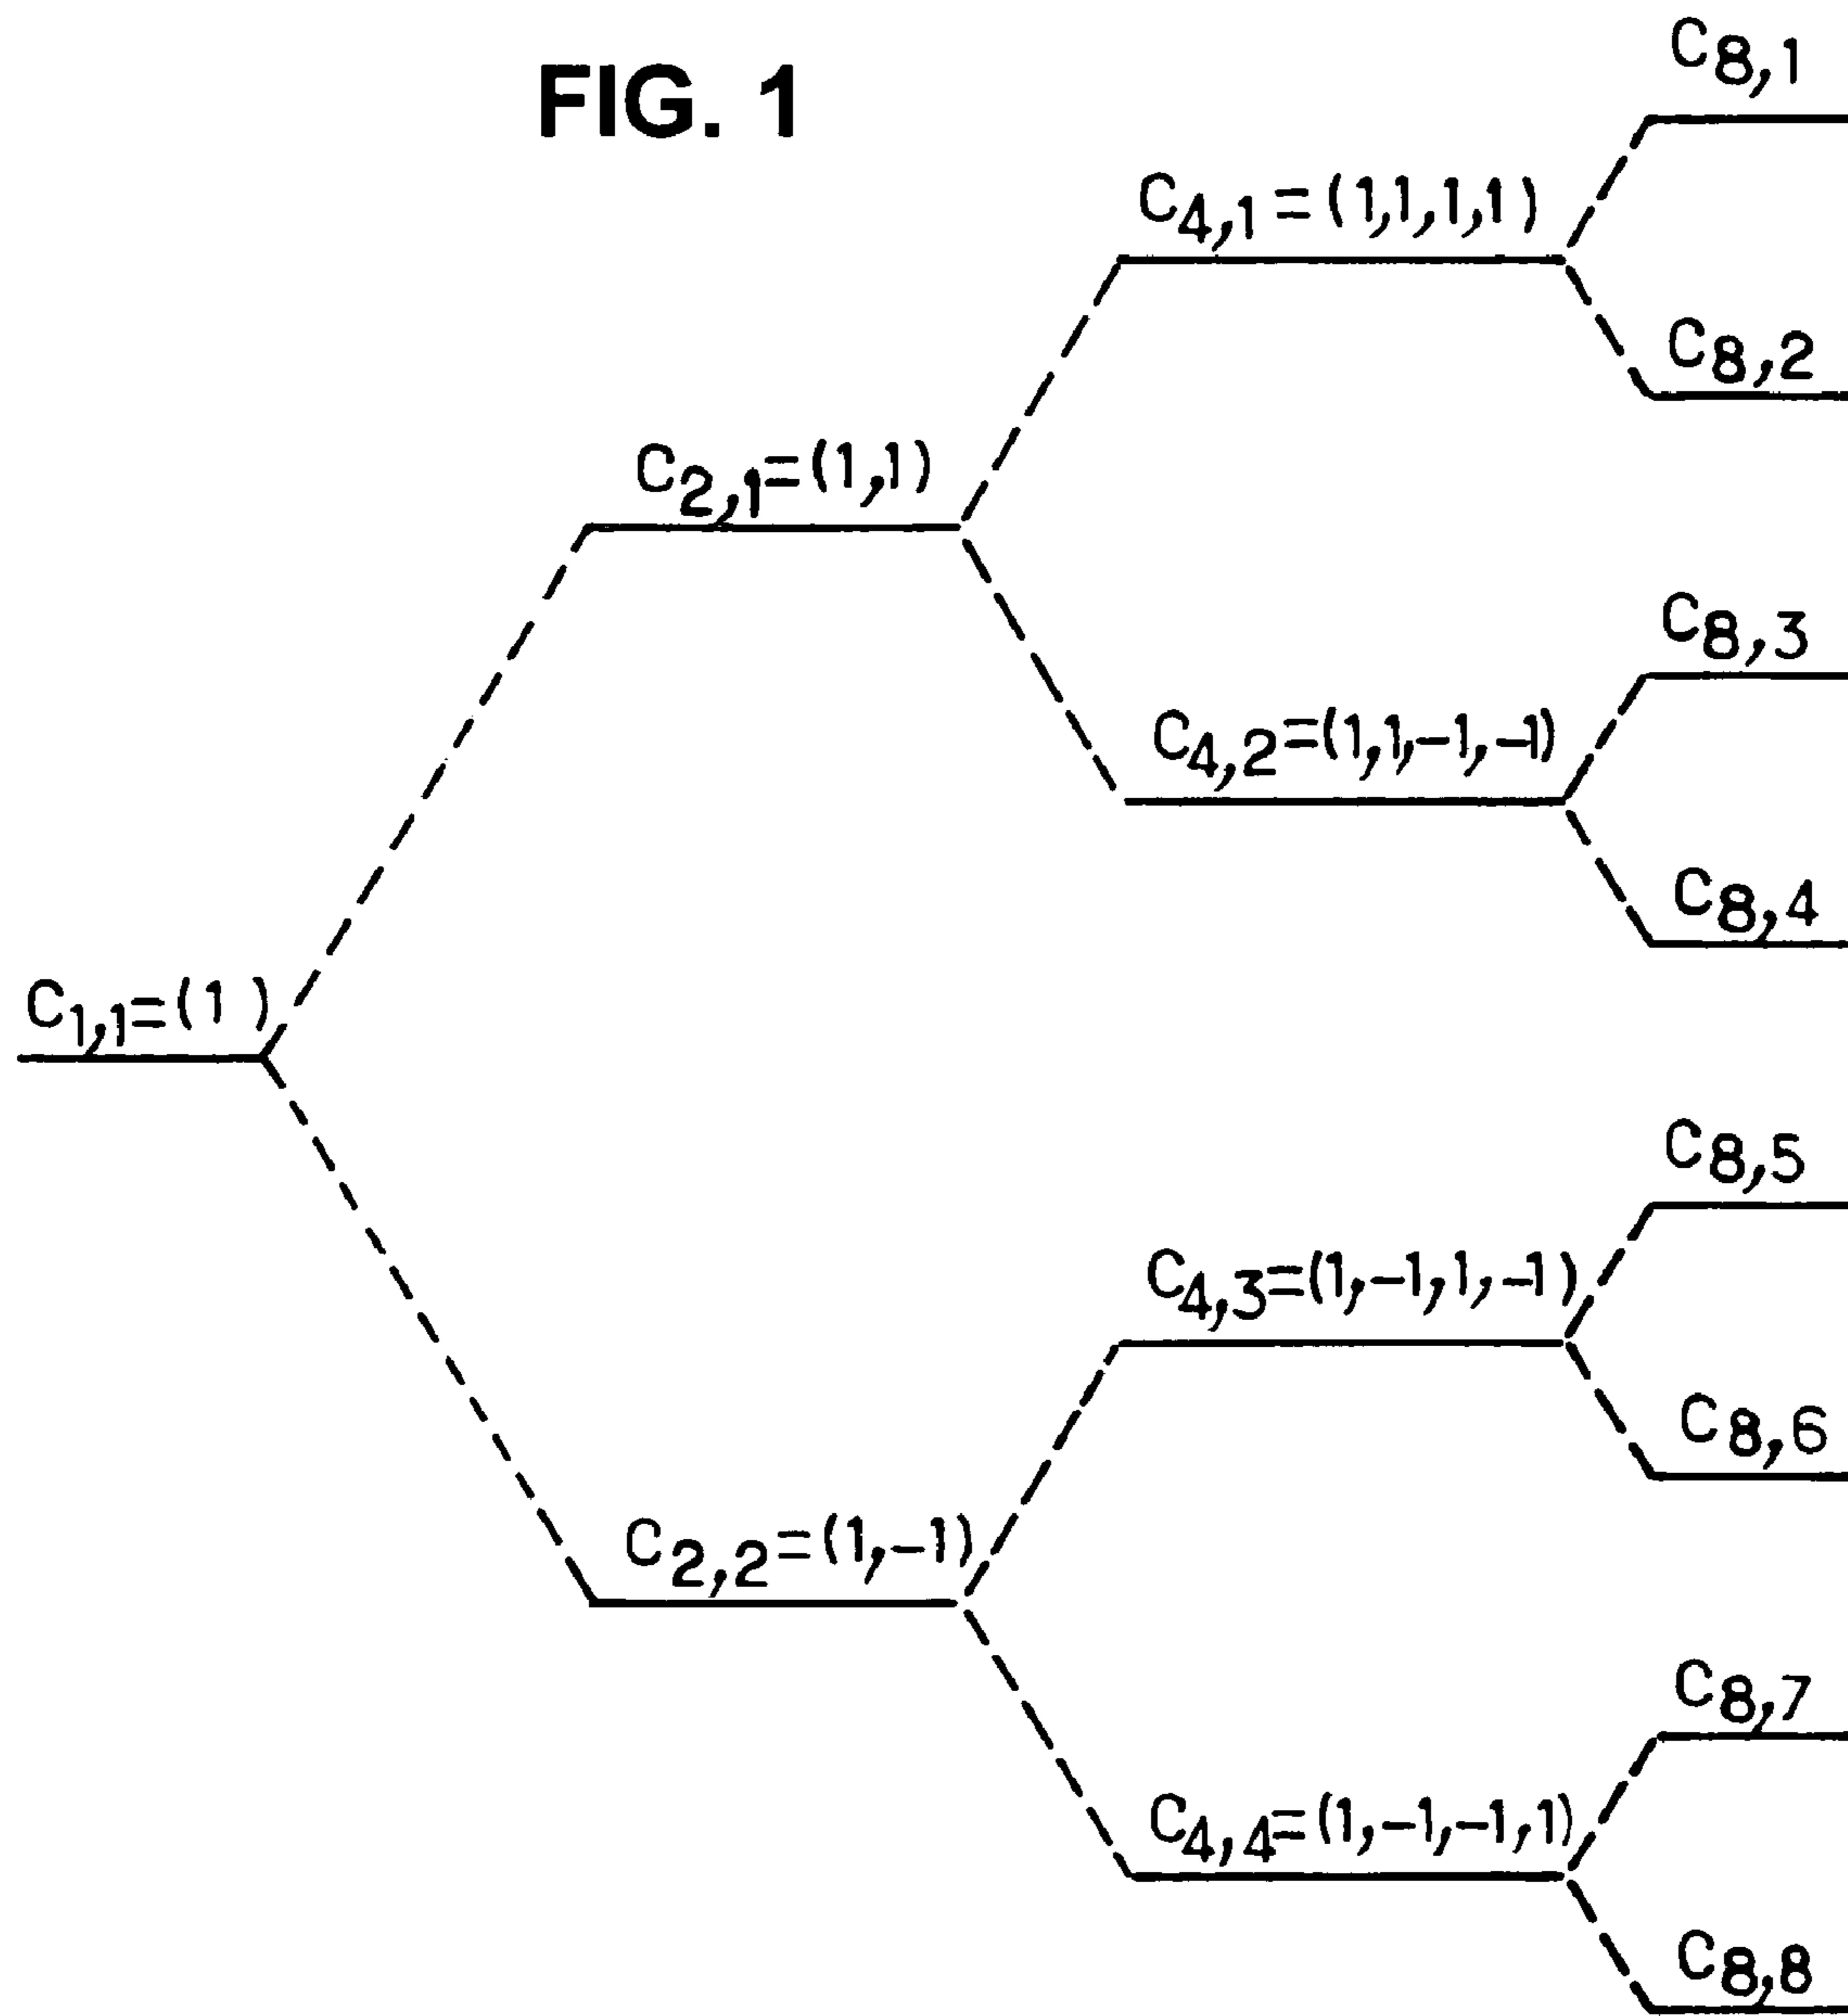 FIG. 1
C8,1
C4,1=(1,1,1,1)
C8,2
C2,1=(1,1)
C8,3
C4,2=(1,1,-1,-1)
C8,4
C1,1=(1)
C8,5
C4,3=(1,-1,1,-1)
C8,6
C2,2=(1,-1)
C8,7
C4,4=(1,-1,-1,1)
C8,8